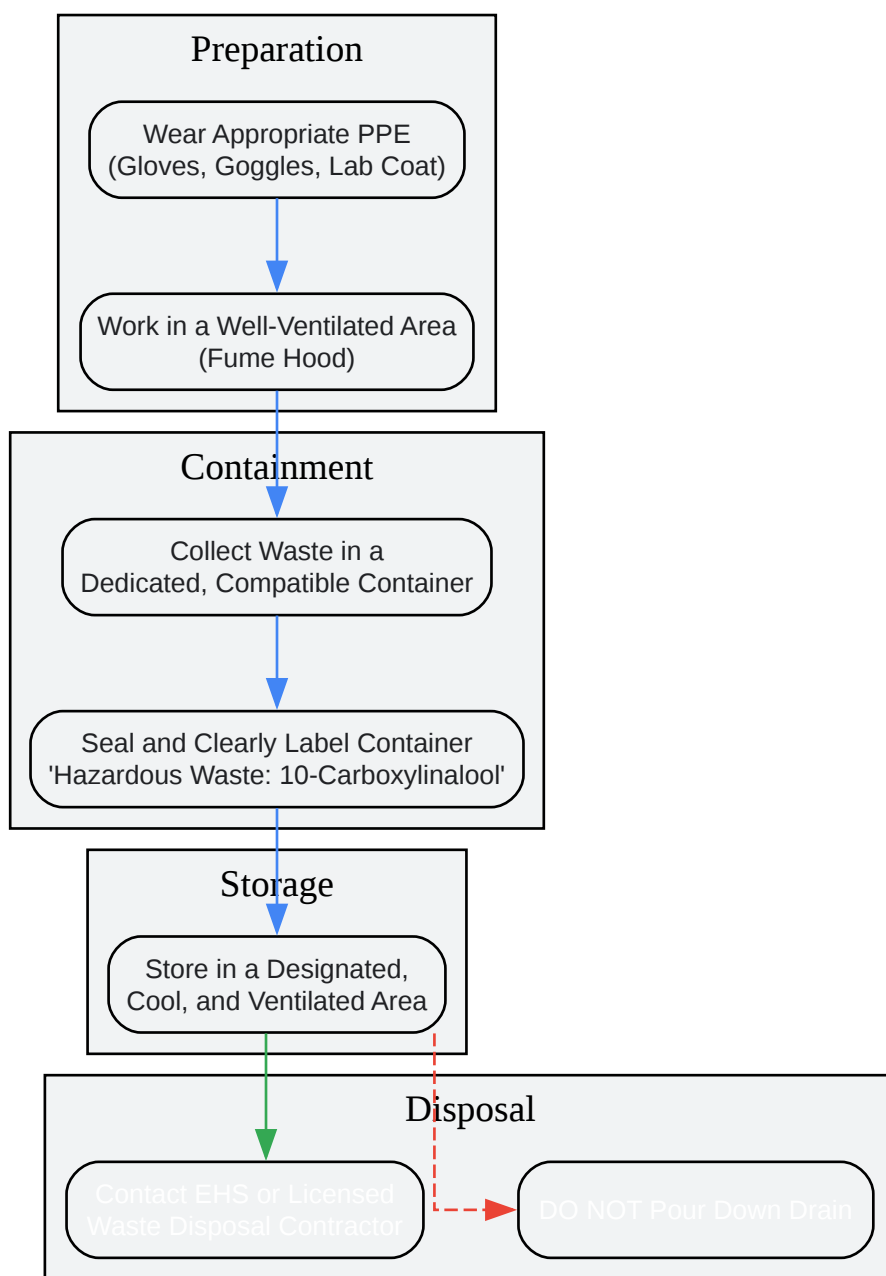 Preparation
Wear Appropriate PPE
(Gloves, Goggles, Lab Coat)
Work in a Well-Ventilated Area
(Fume Hood)
Containment
Collect Waste in a
Dedicated, Compatible Container
Seal and Clearly Label Container
'Hazardous Waste: 10-Carboxylinalool'
Storage
Store in a Designated,
Cool, and Ventilated Area
Disposal
Contact EHS or Licensed
Waste Disposal Contractor
DO NOT Pour Down Drain